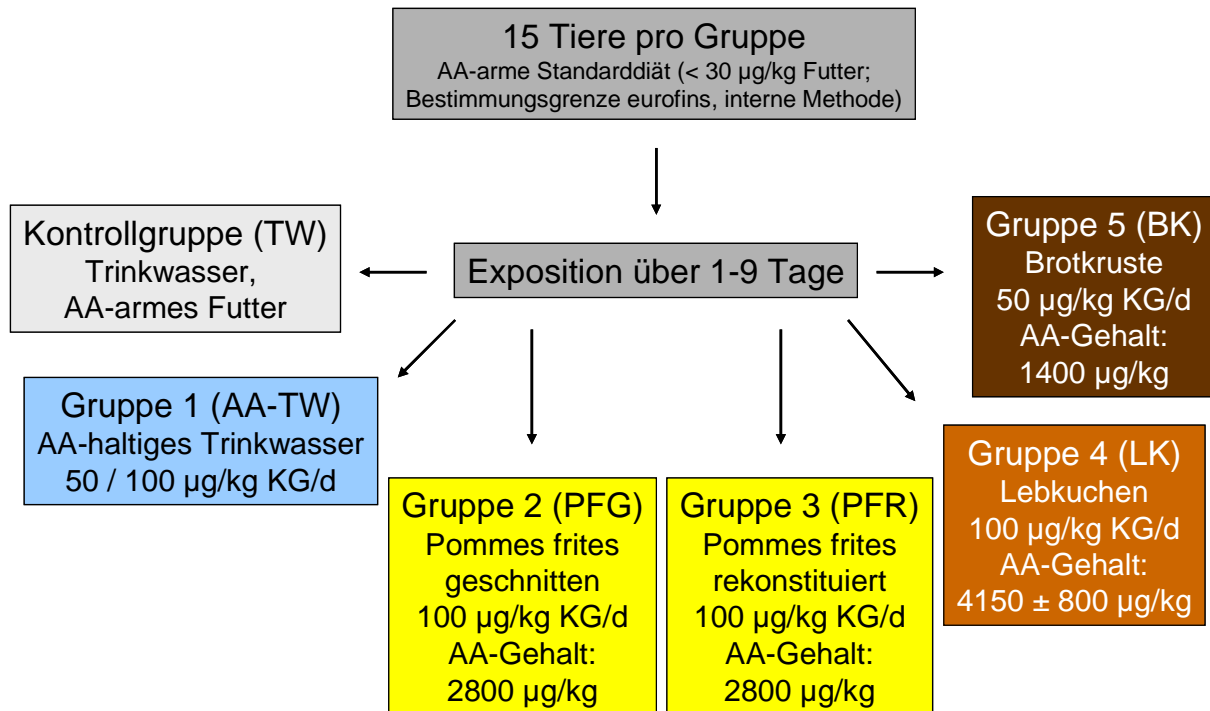 15 Tiere pro Gruppe
AA-arme Standarddiät (< 30 µg/kg Futter;
Bestimmungsgrenze eurofins, interne Methode)
Kontrollgruppe (TW)
Trinkwasser,
AA-armes Futter
Exposition über 1-9 Tage
Gruppe 5 (BK)
Brotkruste
50 µg/kg KG/d
AA-Gehalt:
1400 µg/kg
Gruppe 1 (AA-TW)
AA-haltiges Trinkwasser
50 / 100 µg/kg KG/d
Gruppe 2 (PFG)
Pommes frites
geschnitten
100 µg/kg KG/d
AA-Gehalt:
2800 µg/kg
Gruppe 3 (PFR)
Pommes frites
rekonstituiert
100 µg/kg KG/d
AA-Gehalt:
2800 µg/kg
Gruppe 4 (LK)
Lebkuchen
100 µg/kg KG/d
AA-Gehalt:
4150 ± 800 µg/kg